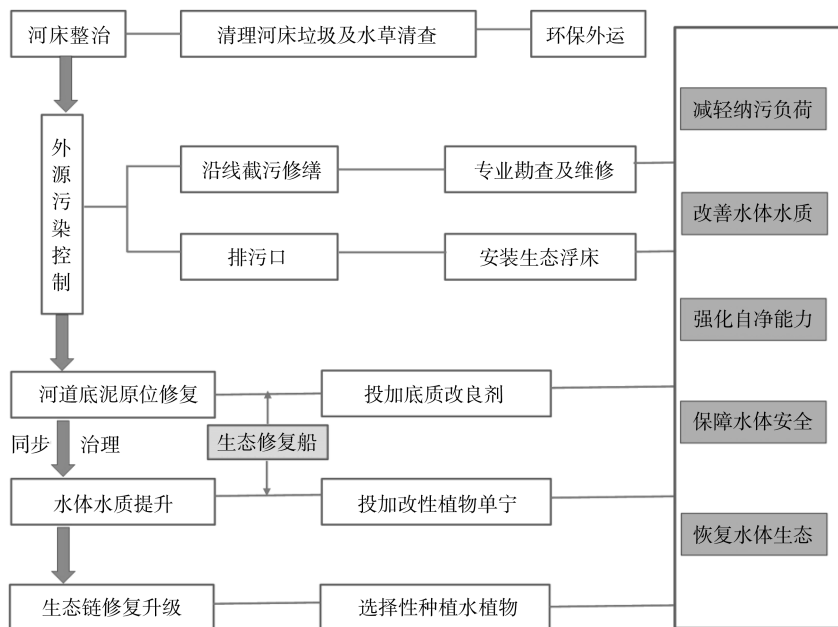 河床整治
清理河床垃圾及水草清查
环保外运
外源污染控制
沿线截污修缮
专业勘查及维修
排污口
安装生态浮床
河道底泥原位修复
投加底质改良剂
同步 治理
生态修复船
水体水质提升
投加改性植物单宁
生态链修复升级
选择性种植水植物
减轻纳污负荷
改善水体水质
强化自净能力
保障水体安全
恢复水体生态